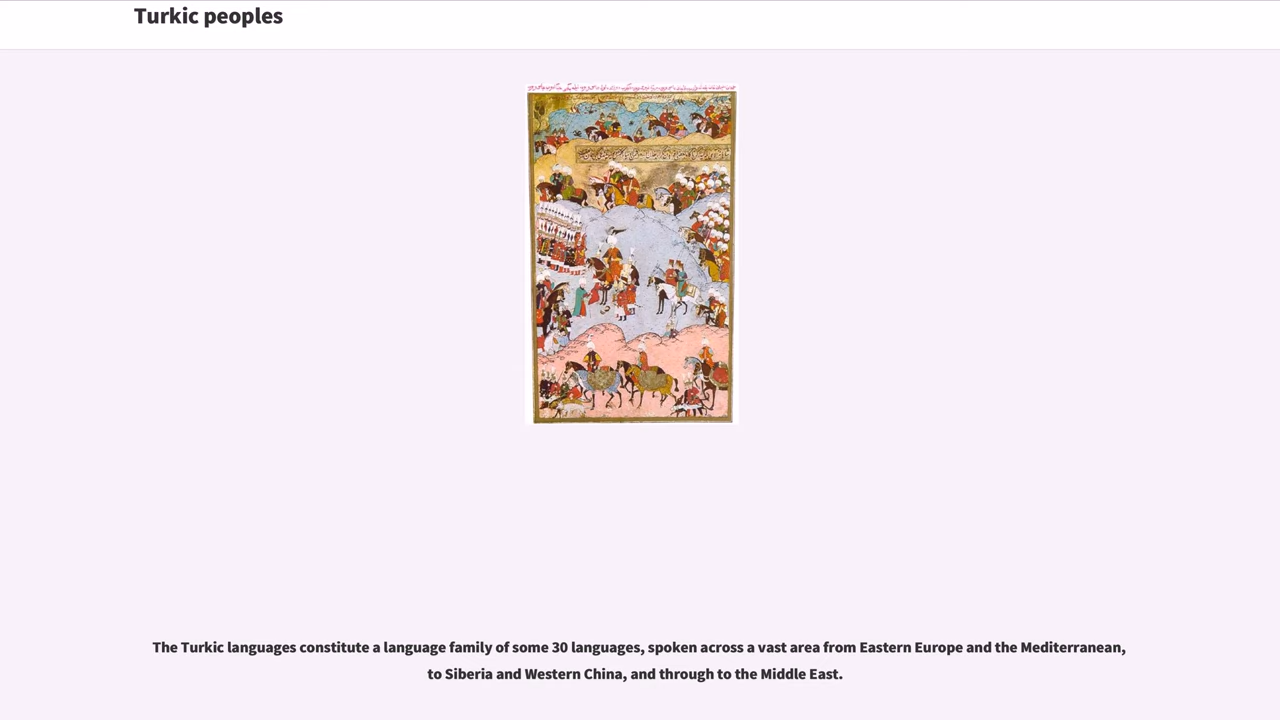 Turkic peoples
The Turkic languages constitute a language family of some 30 languages, spoken across a vast area from Eastern Europe and the Mediterranean,
to Siberia and Western China, and through to the Middle East.